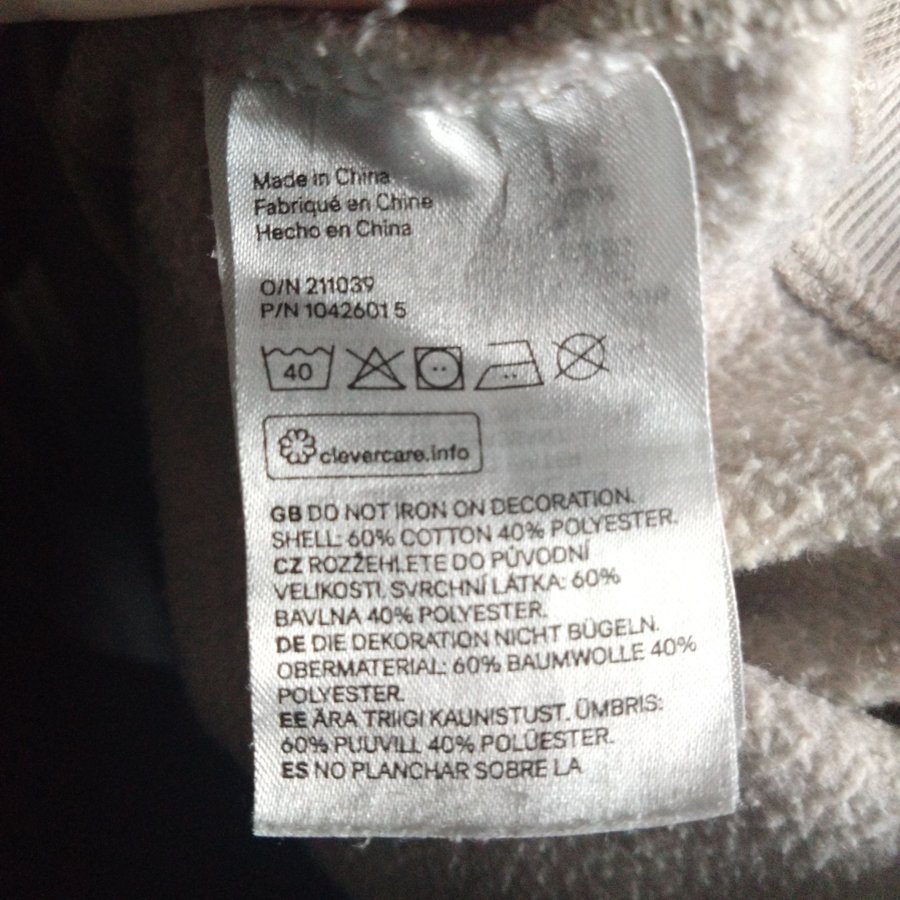 Made in China
Fabriqué en Chine
Hecho en China
O/N 211039
P/N 10426015
40
clevercare.info
GB DO NOT IRON ON DECORATION.
SHELL: 60% COTTON 40% POLYESTER.
CZ ROZŽEHLETE DO PŮVODNÍ
VELIKOSTI. SVRCHNÍ LÁTKA: 60%
BAVLNA 40% POLYESTER.
DE DIE DEKORATION NICHT BÜGELN.
OBERMATERIAL: 60% BAUMWOLLE 40%
POLYESTER.
EE ÄRA TRIIGI KAUNISTUST. ÜMBRIS:
60% PUUVILL 40% POLÜESTER.
ES NO PLANCHAR SOBRE LA